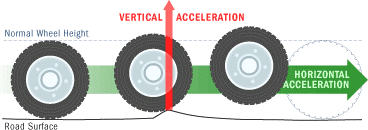 VERTICAL ACCELERATION
Normal Wheel Height
HORIZONTAL
ACCELERATION
Road Surface